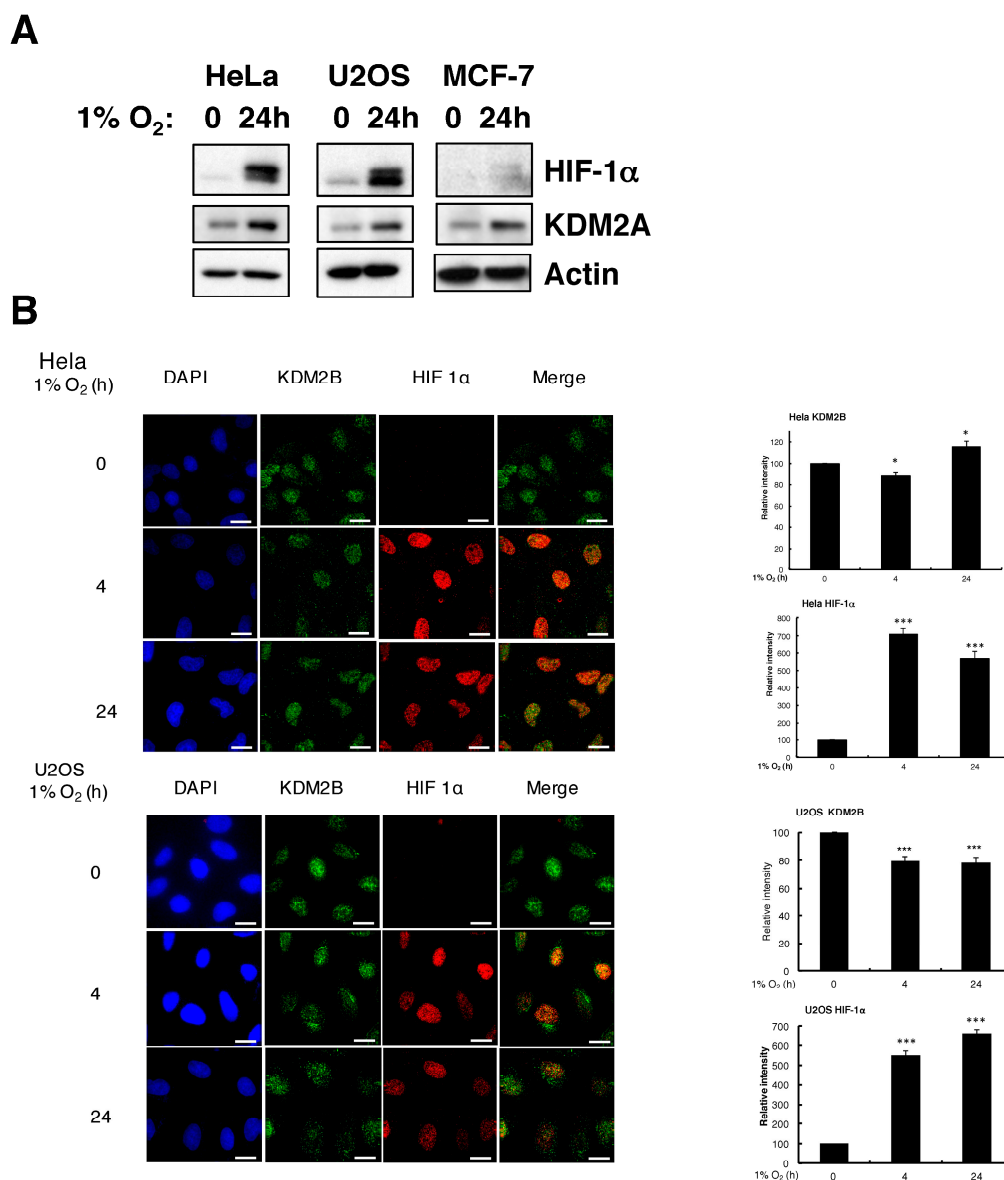 A
HeLa U2OS MCF-7
1% O2: 0 24h 0 24h 0 24h
HIF-1α
KDM2A
Actin
B
Hela
1% O2 (h)
DAPI KDM2B HIF 1α Merge
0
4
24
U2OS
1% O2 (h)
DAPI KDM2B HIF 1α Merge
0
4
24
Hela KDM2B
Relative intensity
120
100
80
60
40
20
0
* * 
1% O2 (h) 0 4 24
Hela HIF-1α
Relative intensity
800
700
600
500
400
300
200
100
0
*** ***
1% O2 (h) 0 4 24
U2OS KDM2B
Relative intensity
100
80
60
40
20
0
*** ***
1% O2 (h) 0 4 24
U2OS HIF-1α
Relative intensity
700
600
500
400
300
200
100
0
*** ***
1% O2 (h) 0 4 24